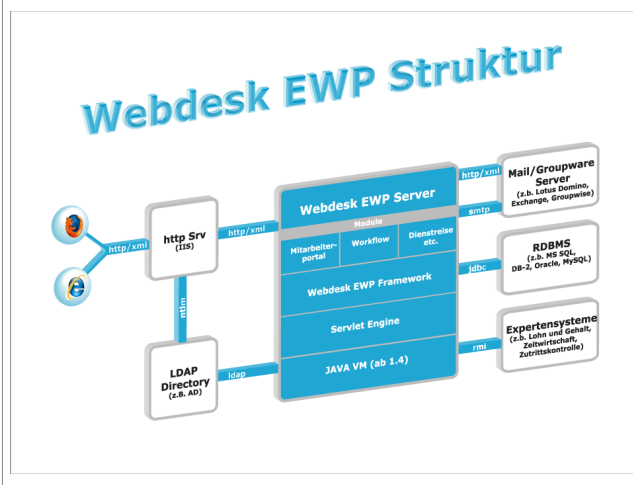 Webdesk EWP Struktur
http/xml
http Srv
(IIS)
http/xml
ntlm
LDAP
Directory
(z.B. AD)
ldap
Webdesk EWP Server
Module
Mitarbeiter-
portal
Workflow
Dienstreise
etc.
Webdesk EWP Framework
Servlet Engine
JAVA VM (ab 1.4)
http/xml
smtp
Mail/Groupware
Server
(z.b. Lotus Domino,
Exchange, Groupwise)
jdbc
RDBMS
(z.b. MS SQL,
DB-2, Oracle, MySQL)
rmi
Expertensysteme
(z.b. Lohn und Gehalt,
Zeitwirtschaft,
Zutrittskontrolle)